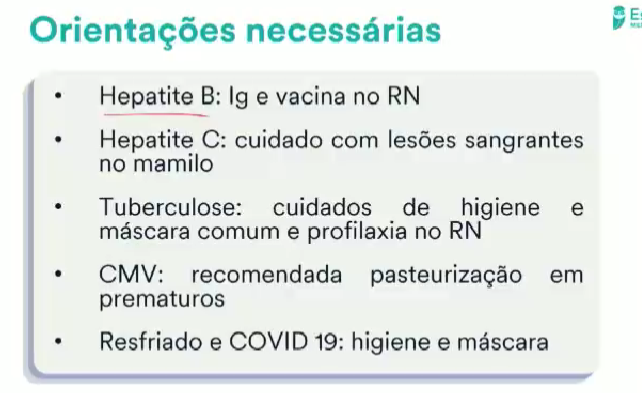 Orientações necessárias
• Hepatite B: Ig e vacina no RN
• Hepatite C: cuidado com lesões sangrantes
no mamilo
• Tuberculose: cuidados de higiene e
máscara comum e profilaxia no RN
• CMV: recomendada pasteurização em
prematuros
• Resfriado e COVID 19: higiene e máscara